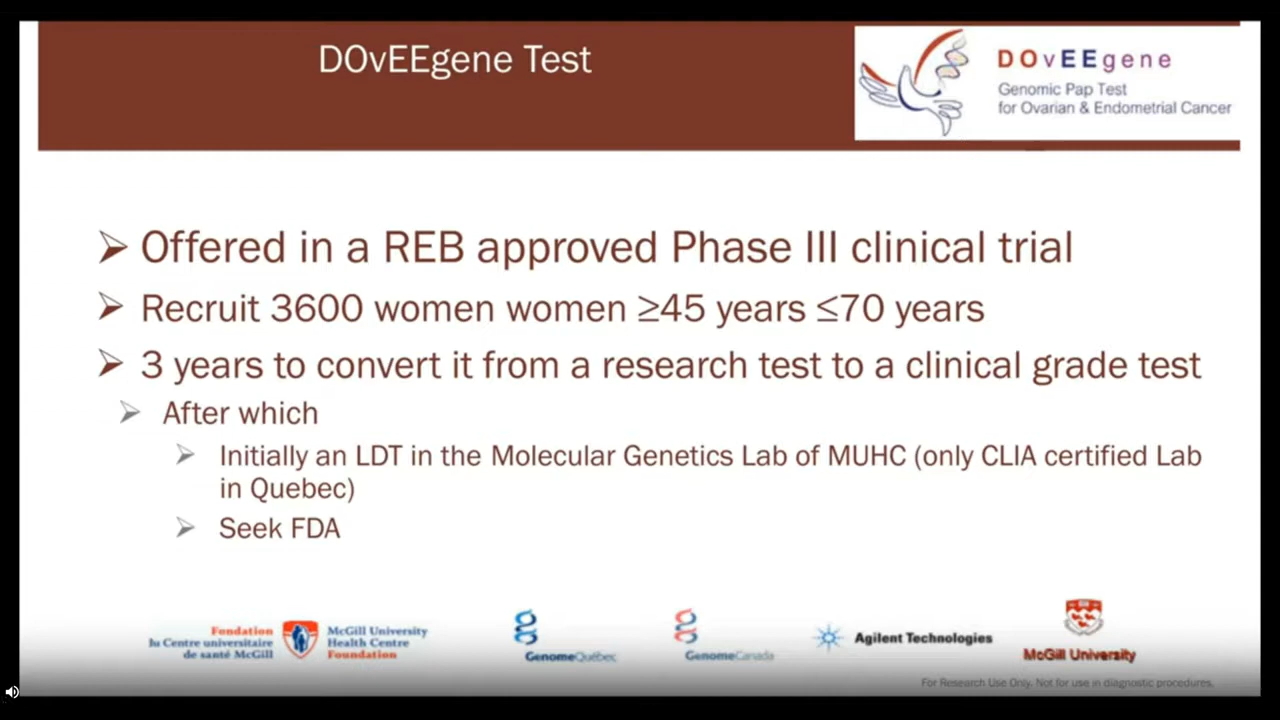 DOvEEgene Test
DOvEEgene
Genomic Pap Test
for Ovarian & Endometrial Cancer
Offered in a REB approved Phase III clinical trial
Recruit 3600 women women ≥45 years ≤70 years
3 years to convert it from a research test to a clinical grade test
After which
Initially an LDT in the Molecular Genetics Lab of MUHC (only CLIA certified Lab
in Quebec)
Seek FDA
Fondation
du Centre universitaire
de santé McGill
McGill University
Health Centre
Foundation
GenomeQuébec
GenomeCanada
Agilent Technologies
McGill University
For Research Use Only. Not for use in diagnostic procedures.